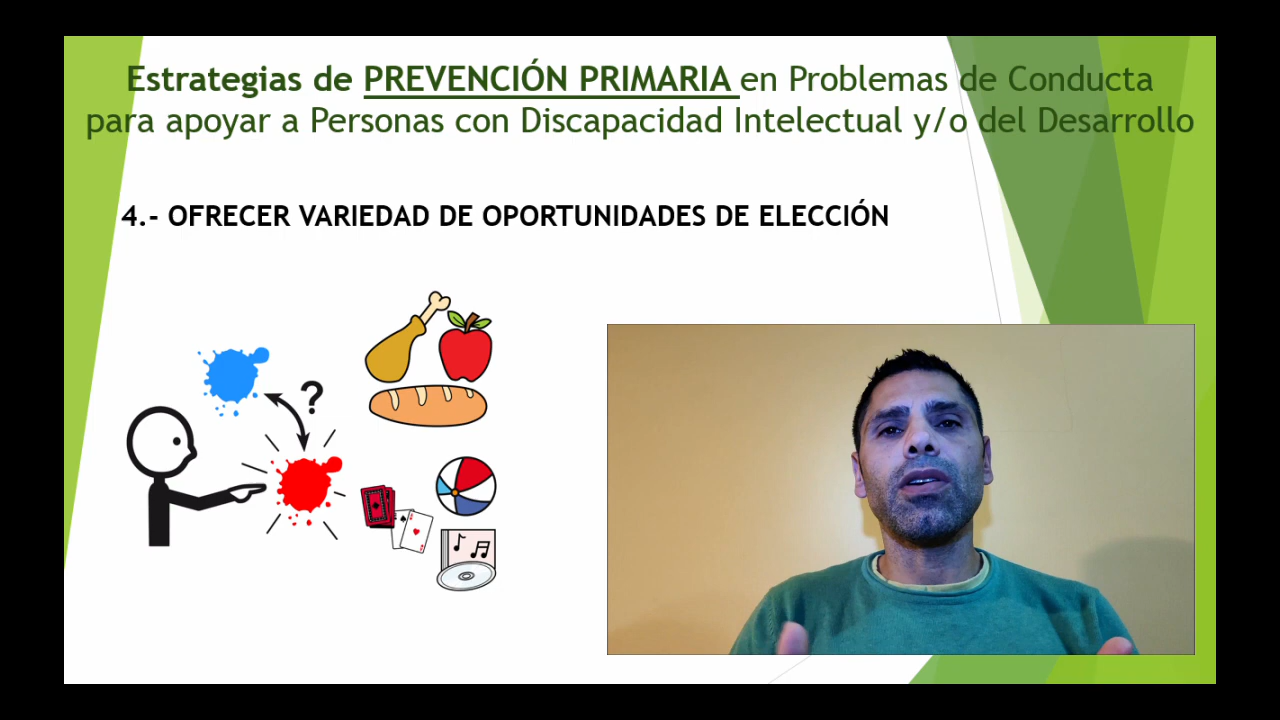 Estrategias de PREVENCIÓN PRIMARIA en Problemas de Conducta
para apoyar a Personas con Discapacidad Intelectual y/o del Desarrollo
4.- OFRECER VARIEDAD DE OPORTUNIDADES DE ELECCIÓN
?